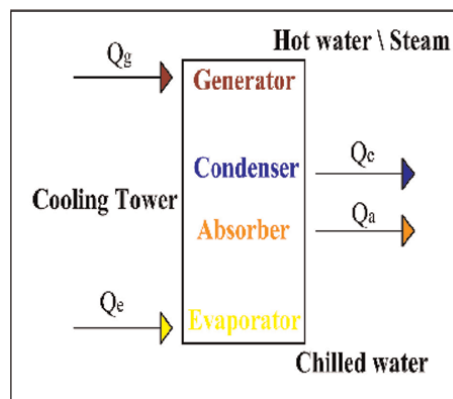 Hot water \ Steam
Qg
Generator
Condenser
Qc
Cooling Tower
Absorber
Qa
Qe
Evaporator
Chilled water